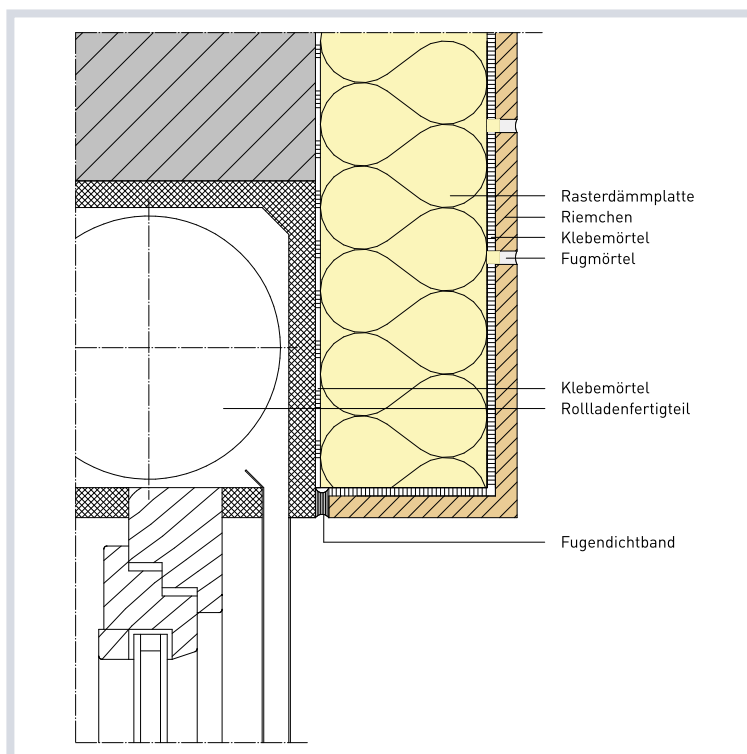 Rasterdämmplatte
Riemchen
Klebemörtel
Fugmörtel
Klebemörtel
Rollladenfertigteil
Fugendichtband